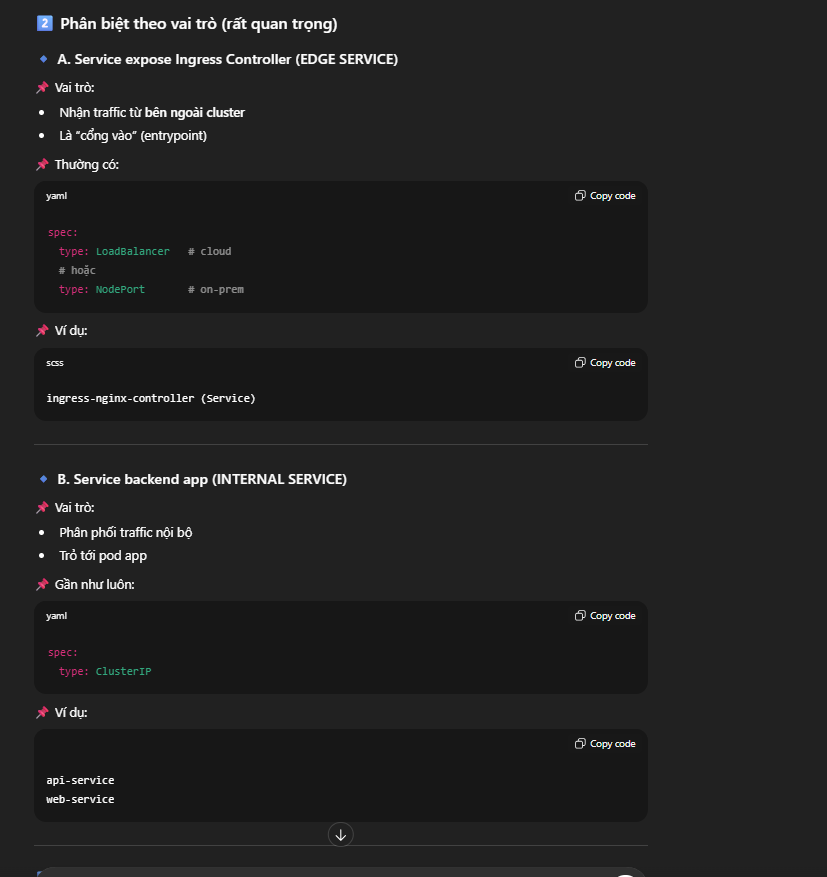 2 Phân biệt theo vai trò (rất quan trọng)
A. Service expose Ingress Controller (EDGE SERVICE)
Vai trò:
Nhận traffic từ bên ngoài cluster
Là “cổng vào” (entrypoint)
Thường có:
yaml Copy code
spec:
type: LoadBalancer # cloud
# hoặc
type: NodePort # on-prem
Ví dụ:
scss Copy code
ingress-nginx-controller (Service)
B. Service backend app (INTERNAL SERVICE)
Vai trò:
Phân phối traffic nội bộ
Trỏ tới pod app
Gần như luôn:
yaml Copy code
spec:
type: ClusterIP
Ví dụ:
Copy code
api-service
web-service